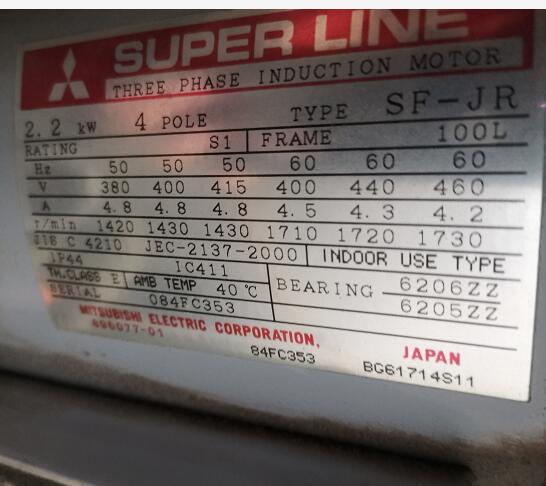 SUPER LINE
THREE PHASE INDUCTION MOTOR
2.2 kW 4 POLE TYPE SF-JR
RATING S1 FRAME 100L
Hz 50 50 50 60 60 60
V 380 400 415 400 440 460
A 4.8 4.8 4.8 4.5 4.3 4.2
r/min 1420 1430 1430 1710 1720 1730
JIS C 4210 JEC-2137-2000 INDOOR USE TYPE
IP44 IC411 BEARING 6206ZZ
TH.CLASS E AMB TEMP 40℃ 6205ZZ
SERIAL 084FC353
MITSUBISHI ELECTRIC CORPORATION, JAPAN
696077-01 84FC353 BG61714S11